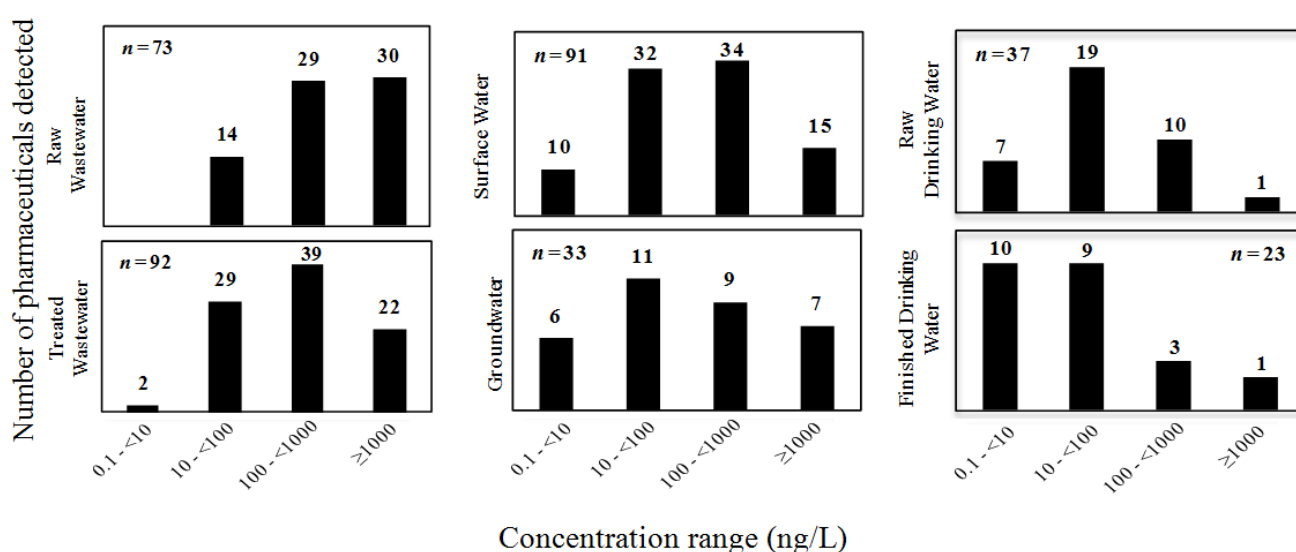 Number of pharmaceuticals detected
Raw
Wastewater
n = 73
14
29
30
Surface Water
n = 91
10
32
34
15
Raw
Drinking Water
n = 37
7
19
10
1
Treated
Wastewater
n = 92
2
29
39
22
0.1 - <10
10 - <100
100 - <1000
≥1000
Groundwater
n = 33
6
11
9
7
0.1 - <10
10 - <100
100 - <1000
≥1000
Finished Drinking
Water
n = 23
10
9
3
1
0.1 - <10
10 - <100
100 - <1000
≥1000
Concentration range (ng/L)